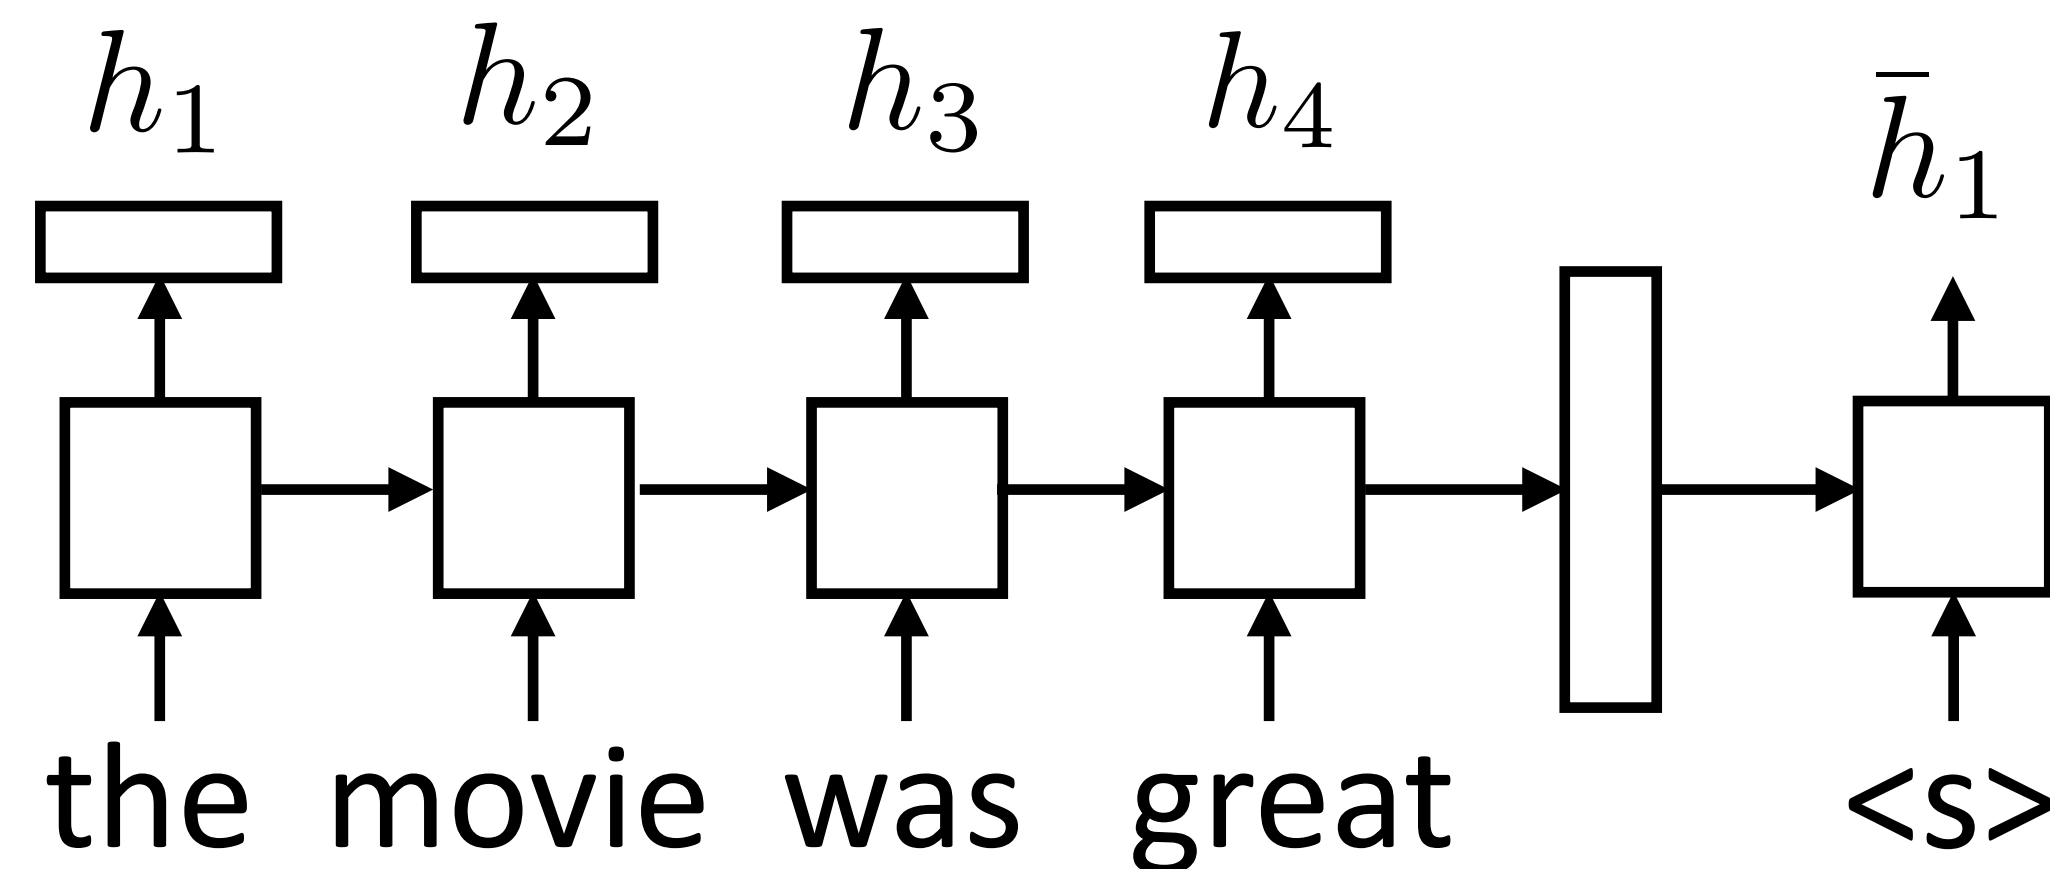 h₁ h₂ h₃ h₄ h̄₁
the movie was great <s>